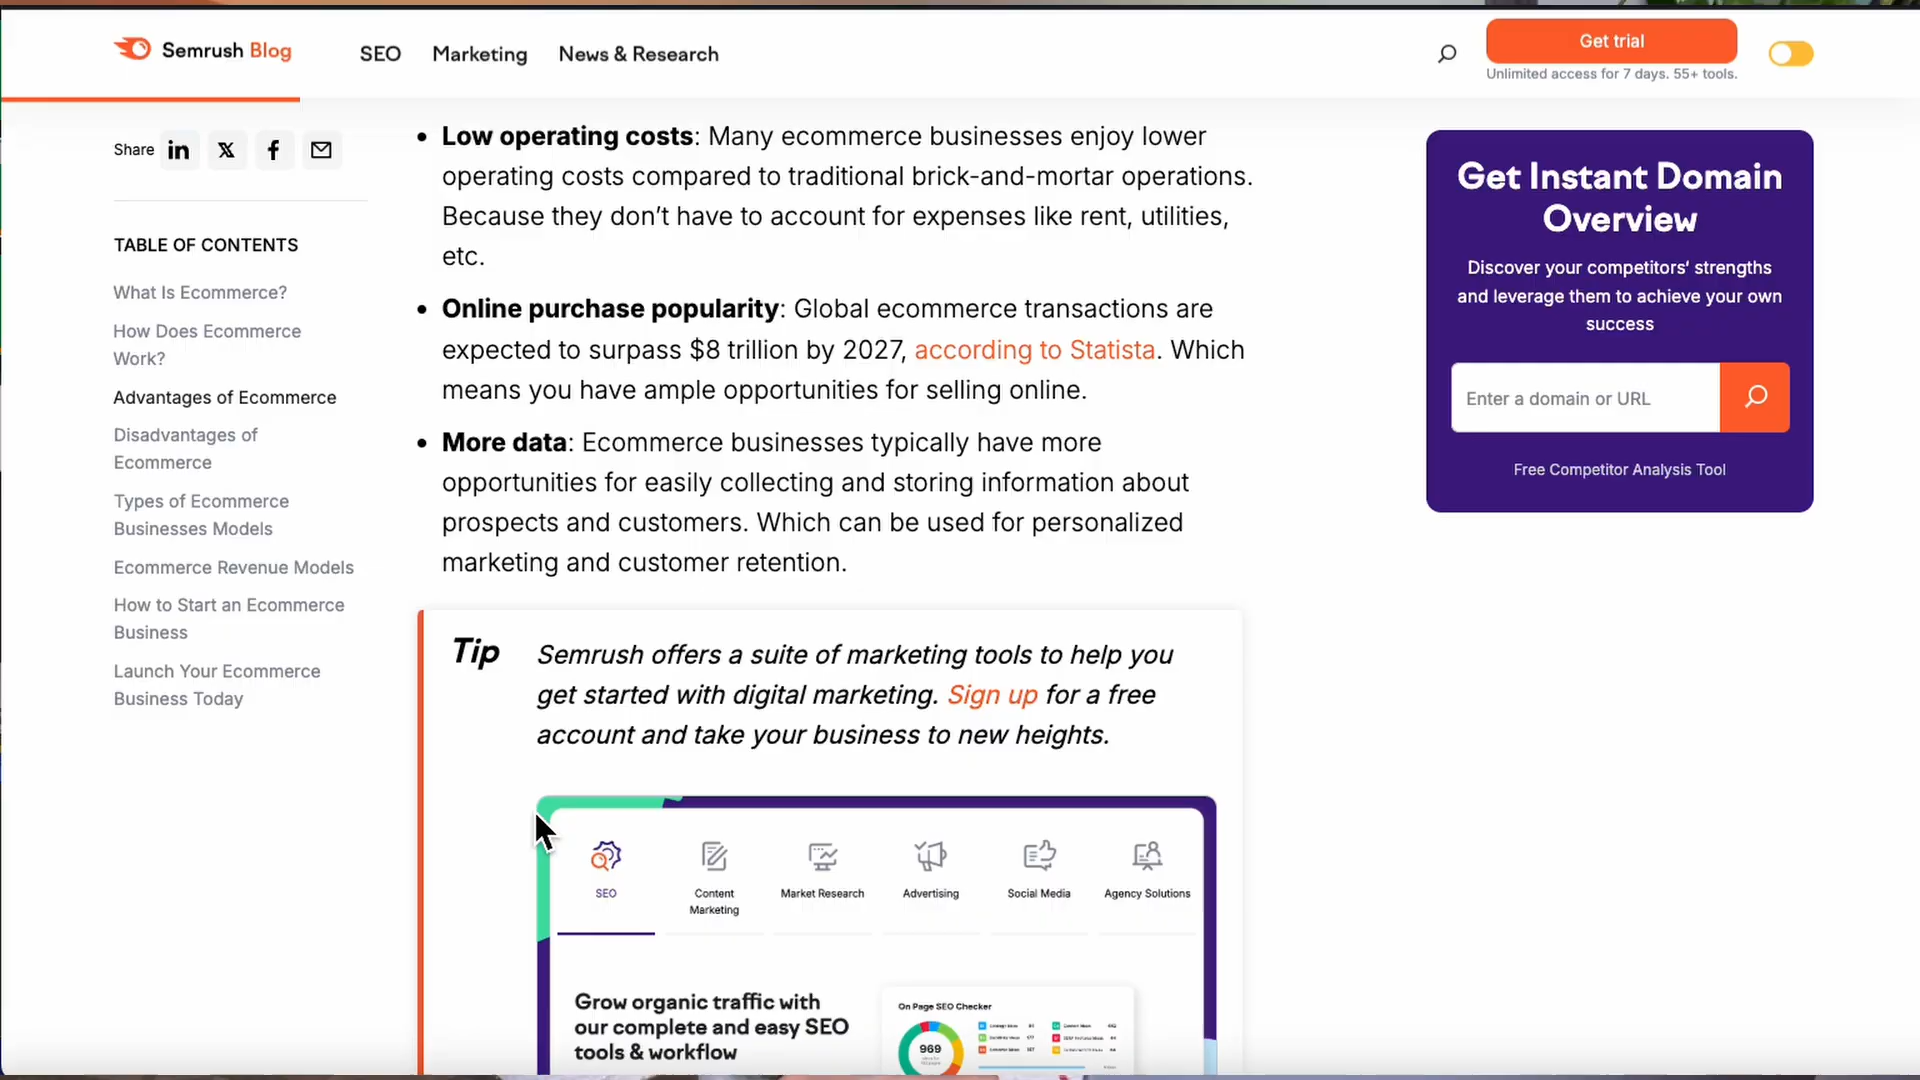 Semrush Blog
SEO
Marketing
News & Research
Get trial
Unlimited access for 7 days. 55+ tools.
Share
TABLE OF CONTENTS
What Is Ecommerce?
How Does Ecommerce
Work?
Advantages of Ecommerce
Disadvantages of
Ecommerce
Types of Ecommerce
Businesses Models
Ecommerce Revenue Models
How to Start an Ecommerce
Business
Launch Your Ecommerce
Business Today
• Low operating costs: Many ecommerce businesses enjoy lower
operating costs compared to traditional brick-and-mortar operations.
Because they don’t have to account for expenses like rent, utilities,
etc.
• Online purchase popularity: Global ecommerce transactions are
expected to surpass $8 trillion by 2027, according to Statista. Which
means you have ample opportunities for selling online.
• More data: Ecommerce businesses typically have more
opportunities for easily collecting and storing information about
prospects and customers. Which can be used for personalized
marketing and customer retention.
Tip
Semrush offers a suite of marketing tools to help you
get started with digital marketing. Sign up for a free
account and take your business to new heights.
SEO
Content
Marketing
Market Research
Advertising
Social Media
Agency Solutions
Grow organic traffic with
our complete and easy SEO
tools & workflow
On Page SEO Checker
969
Get Instant Domain
Overview
Discover your competitors‘ strengths
and leverage them to achieve your own
success
Enter a domain or URL
Free Competitor Analysis Tool